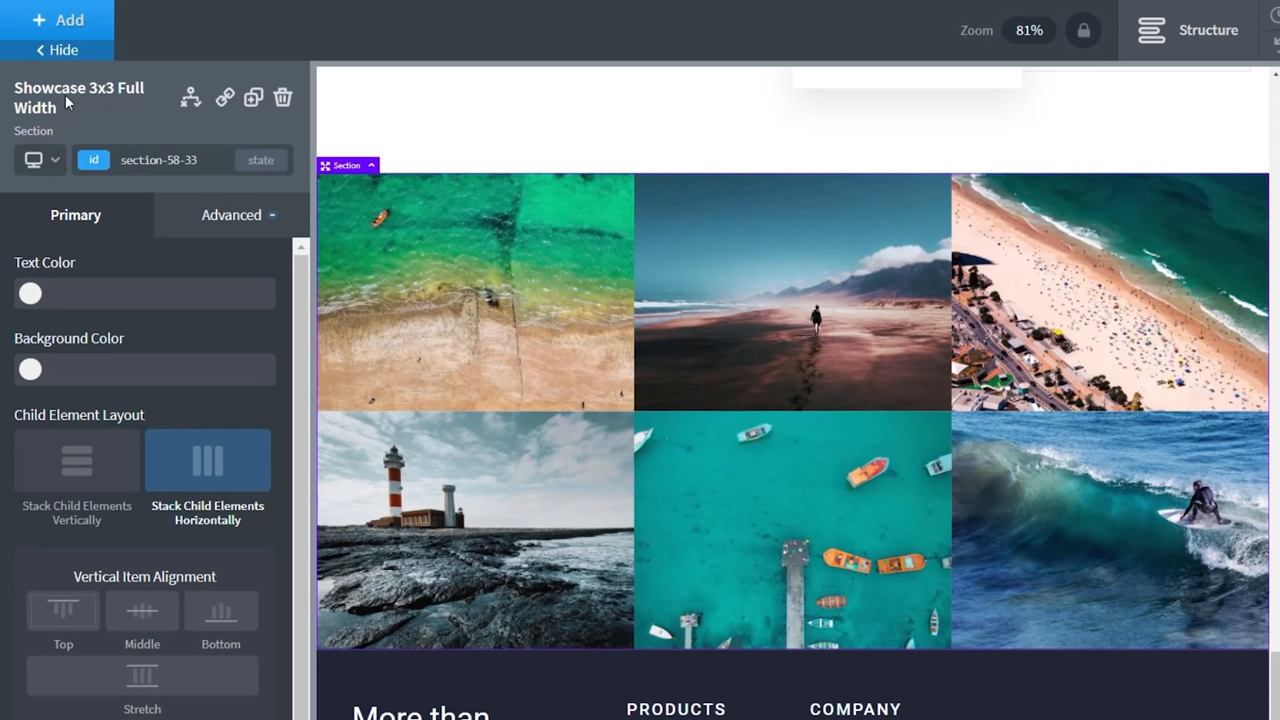 Add
Hide
Zoom
81%
Structure
Showcase 3x3 Full
Width
Section
id
section-58-33
state
Primary
Advanced
Text Color
Background Color
Child Element Layout
Stack Child Elements
Vertically
Stack Child Elements
Horizontally
Vertical Item Alignment
Top
Middle
Bottom
Stretch
Section
More than
PRODUCTS
COMPANY